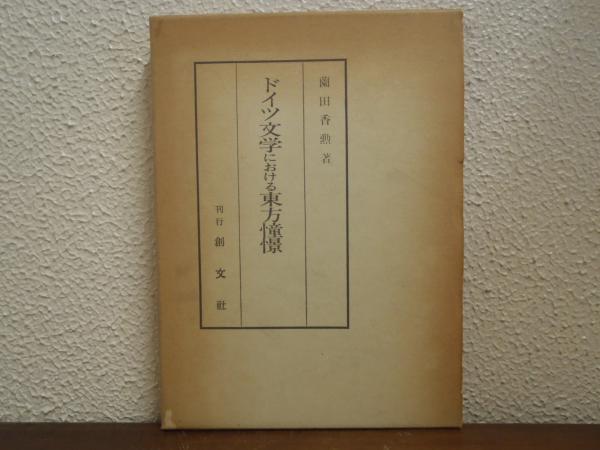 薗田香勲著
ドイツ文学における東方憧憬
刊行 創文社